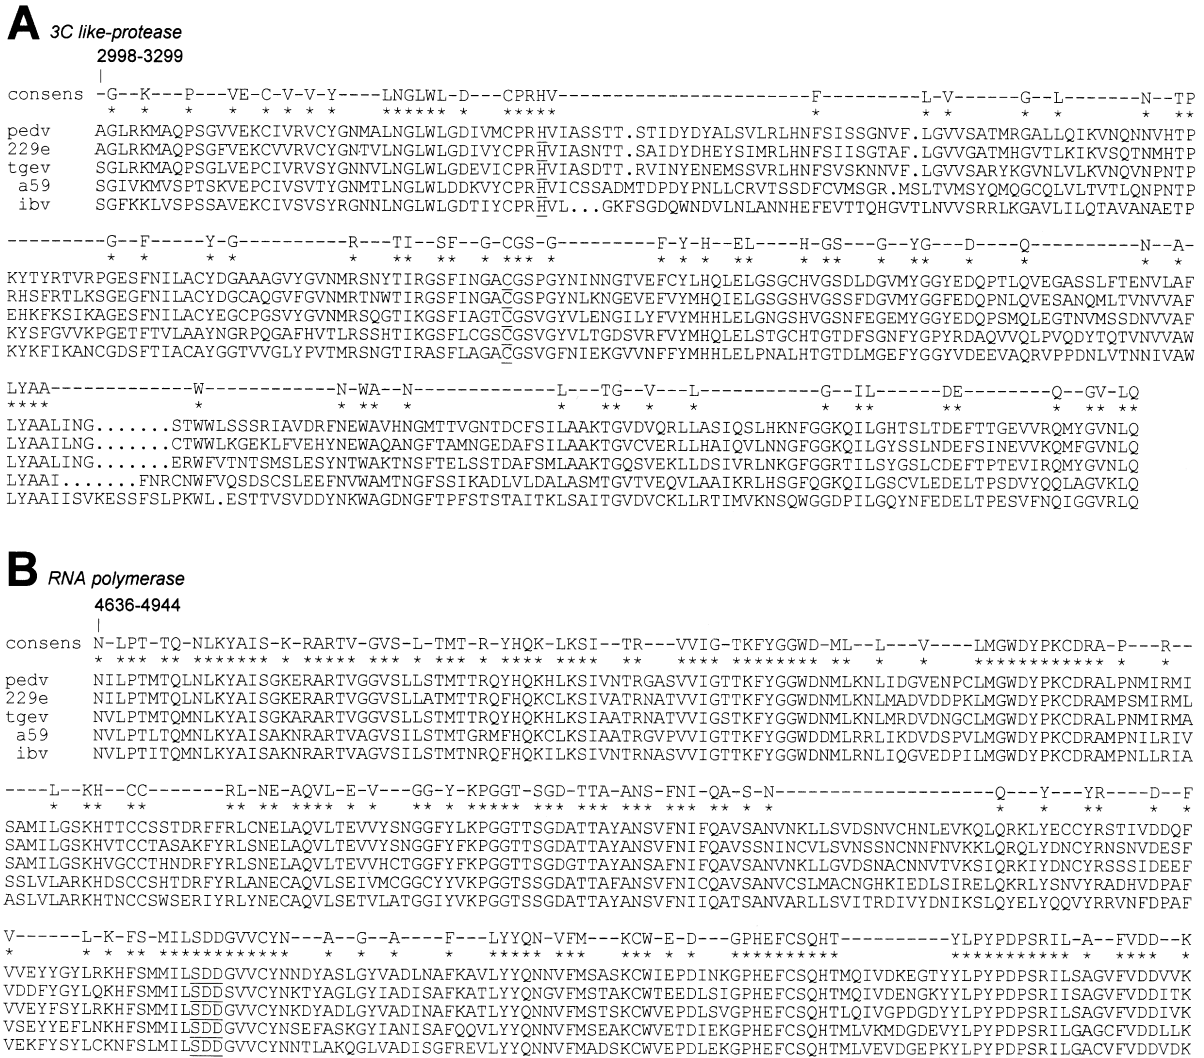 A 3C like-protease
2998-3299
consens -G--K---P---VE-C-V-V-Y----LNGLWL-D---CPRHV-----------------------F---------L-V------G--L-------N--TP
pedv AGLRKMAQPSGVVEKCIVRVCYGNMALNGLWLGDIVMCPRHVIASSTT.STIDYDYALSVLRLHNFSISSGNVF.LGVVSATMRGALLQIKVNQNNVHTP
229e AGLRKMAQPSGFVEKCVVRVCYGNTVLNGLWLGDIVYCPRHVIASNTT.SAIDYDHEYSIMRLHNFSIISGTAF.LGVVGATMHGVTLKIKVSQTNMHTP
tgev SGLRKMAQPSGLVEPCIVRVSYGNNVLNGLWLGDEVICPRHVIASDTT.RVINYENEMSSVRLHNFSVSKNNVF.LGVVSARYKGVNLVLKVNQVNPNTP
a59 SGIVKMVSPTSKVEPCIVSVTYGNMTLNGLWLDDKVYCPRHVICSSADMTDPDYPNLLCRVTSSDFCVMSGR.MSLTVMSYQMQGCQLVLTVTLQNPNTP
ibv SGFKKLVSPSSAVEKCIVSVSYRGNNLNGLWLGDTIYCPRHVL...GKFSGDQWNDVLNLANNHEFEVTTQHGVTLNVVSRRLKGAVLILQTAVANAETP
---------G--F-----Y-G----------R---TI--SF--G-CGS-G---------F-Y-H--EL----H-GS---G--YG---D----Q----------N--A-
KYTYRTVRPGESFNILACYDGAAAGVYGVNMRSNYTIRGSFINGACGSPGYNINNGTVEFCYLHQLELGSGCHVGSDLDGVMYGGYEDQPTLQVEGASSLFTENVLAF
RHSFRTLKSGEGFNILACYDGCAQGVFGVNMRTNWTIRGSFINGACGSPGYNLKNGEVEFVYMHQIELGSGSHVGSSFDGVMYGGFEDQPNLQVESANQMLTVNVVAF
EHKFKSIKAGESFNILACYEGCPGSVYGVNMRSQGTIKGSFIAGTCGSVGYVLENGILYFVYMHHLELGNGSHVGSNFEGEMYGGYEDQPSMQLEGTNVMSSDNVVAF
KYSFGVVKPGETFTVLAAYNGRPQGAFHVTLRSSHTIKGSFLCGSCGSVGYVLTGDSVRFVYMHQLELSTGCHTGTDFSGNFYGPYRDAQVVQLPVQDYTQTVNVVAW
KYKFIKANCGDSFTIACAYGGTVVGLYPVTMRSNGTIRASFLAGACGSVGFNIEKGVVNFFYMHHLELPNALHTGTDLMGEFYGGYVDEEVAQRVPPDNLVTNNIVAW
LYAA--------------W-------------N-WA--N--------------L---TG--V---L------------G--IL-------DE---------Q--GV-LQ
LYAALING.......STWWLSSSRIAVDRFNEWAVHNGMTTVGNTDCFSILAAKTGVDVQRLLASIQSLHKNFGGKQILGHTSLTDEFTTGEVVRQMYGVNLQ
LYAAILNG.......CTWWLKGEKLFVEHYNEWAQANGFTAMNGEDAFSILAAKTGVCVERLLHAIQVLNNGFGGKQILGYSSLNDEFSINEVVKQMFGVNLQ
LYAALING.......ERWFVTNTSMSLESYNTWAKTNSFTELSSTDAFSMLAAKTGQSVEKLLDSIVRLNKGFGGRTILSYGSLCDEFTPTEVIRQMYGVNLQ
LYAAI.......FNRCNWFVQSDSCSLEEFNVWAMTNGFSSIKADLVLDALASMTGVTVEQVLAAIKRLHSGFQGKQILGSCVLEDELTPSDVYQQLAGVKLQ
LYAAIISVKESSFSLPKWL.ESTTVSVDDYNKWAGDNGFTPFSTSTAITKLSAITGVDVCKLLRTIMVKNSQWGGDPILGQYNFEDELTPESVFNQIGGVRLQ
B RNA polymerase
4636-4944
consens N-LPT-TQ-NLKYAIS-K-RARTV-GVS-L-TMT-R-YHQK-LKSI--TR---VVIG-TKFYGGWD-ML--L---V----LMGWDYPKCDRA-P---R--
pedv NILPTMTQLNLKYAISGKERARTVGGVSLLSTMTTRQYHQKHLKSIVNTRGASVVIGTTKFYGGWDNMLKNLIDGVENPCLMGWDYPKCDRALPNMIRMI
229e NILPTMTQLNLKYAISGKERARTVGGVSLLATMTTRQFHQKCLKSIVATRNATVVIGTTKFYGGWDNMLKNLMADVDDPKLMGWDYPKCDRAMPSMIRML
tgev NVLPTMTQMNLKYAISGKARARTVGGVSLLSTMTTRQYHQKHLKSIAATRNATVVIGSTKFYGGWDNMLKNLMRDVDNGCLMGWDYPKCDRALPNMIRMA
a59 NVLPTLTQMNLKYAISAKNRARTVAGVSILSTMTGRMFHQKCLKSIAATRGVPVVIGTTKFYGGWDDMLRRLIKDVDSPVLMGWDYPKCDRAMPNILRIV
ibv NVLPTITQMNLKYAISAKNRARTVAGVSILSTMTNRQFHQKILKSIVNTRNASVVIGTTKFYGGWDNMLRNLIQGVEDPILMGWDYPKCDRAMPNLLRIA
----L--KH--CC-------RL-NE-AQVL-E-V---GG-Y-KPGGT-SGD-TTA-ANS-FNI-QA-S-N--------------------Q---Y---YR----D--F
SAMILGSKHTTCCSSTDRFFRLCNELAQVLTEVVYSNGGFYLKPGGTTSGDATTAYANSVFNIFQAVSANVNKLLSVDSNVCHNLEVKQLQRKLYECCYRSTIVDDQF
SAMILGSKHVTCCTASAKFYRLSNELAQVLTEVVYSNGGFYFKPGGTTSGDATTAYANSVFNIFQAVSSNINCVLSVNSSNCNNFNVKKLQRQLYDNCYRNSNVDESF
SAMILGSKHVGCCTHNDRFYRLSNELAQVLTEVVHCTGGFYFKPGGTTSGDGTTAYANSAFNIFQAVSANVNKLLGVDSNACNNVTVKSIQRKIYDNCYRSSSIDEEF
SSLVLARKHDSCCSHTDRFYRLANECAQVLSEIVMCGGCYYVKPGGTSSGDATTAFANSVFNICQAVSANVCSLMACNGHKIEDLSIRELQKRLYSNVYRADHVDPAF
ASLVLARKHTNCCSWSERIYRLYNECAQVLSETVLATGGIYVKPGGTSSGDATTAYANSVFNIIQATSANVARLLSVITRDIVYDNIKSLQYELYQQVYRRVNFDPAF
V------L-K-FS-MILSDDGVVCYN---A--G--A----F---LYYQN-VFM---KCW-E-D---GPHEFCSQHT----------YLPYPDPSRIL-A--FVDD--K
VVEYYGYLRKHFSMMILSDDGVVCYNNDYASLGYVADLNAFKAVLYYQNNVFMSASKCWIEPDINKGPHEFCSQHTMQIVDKEGTYYLPYPDPSRILSAGVFVDDVVK
VDDFYGYLQKHFSMMILSDDSVVCYNKTYAGLGYIADISAFKATLYYQNGVFMSTAKCWTEEDLSIGPHEFCSQHTMQIVDENGKYYLPYPDPSRIISAGVFVDDITK
VVEYFSYLRKHFSMMILSDDGVVCYNKDYADLGYVADINAFKATLYYQNNVFMSTSKCWVEPDLSVGPHEFCSQHTLQIVGPDGDYYLPYPDPSRILSAGVFVDDIVK
VSEYYEFLNKHFSMMILSDDGVVCYNSEFASKGYIANISAFQQVLYYQNNVFMSEAKCWVETDIEKGPHEFCSQHTMLVKMDGDEVYLPYPDPSRILGAGCFVDDLLK
VEKFYSYLCKNFSLMILSDDGVVCYNNTLAKQGLVADISGFREVLYYQNNVFMADSKCWVEPDLEKGPHEFCSQHTMLVEVDGEPKYLPYPDPSRILGACVFVDDVDK